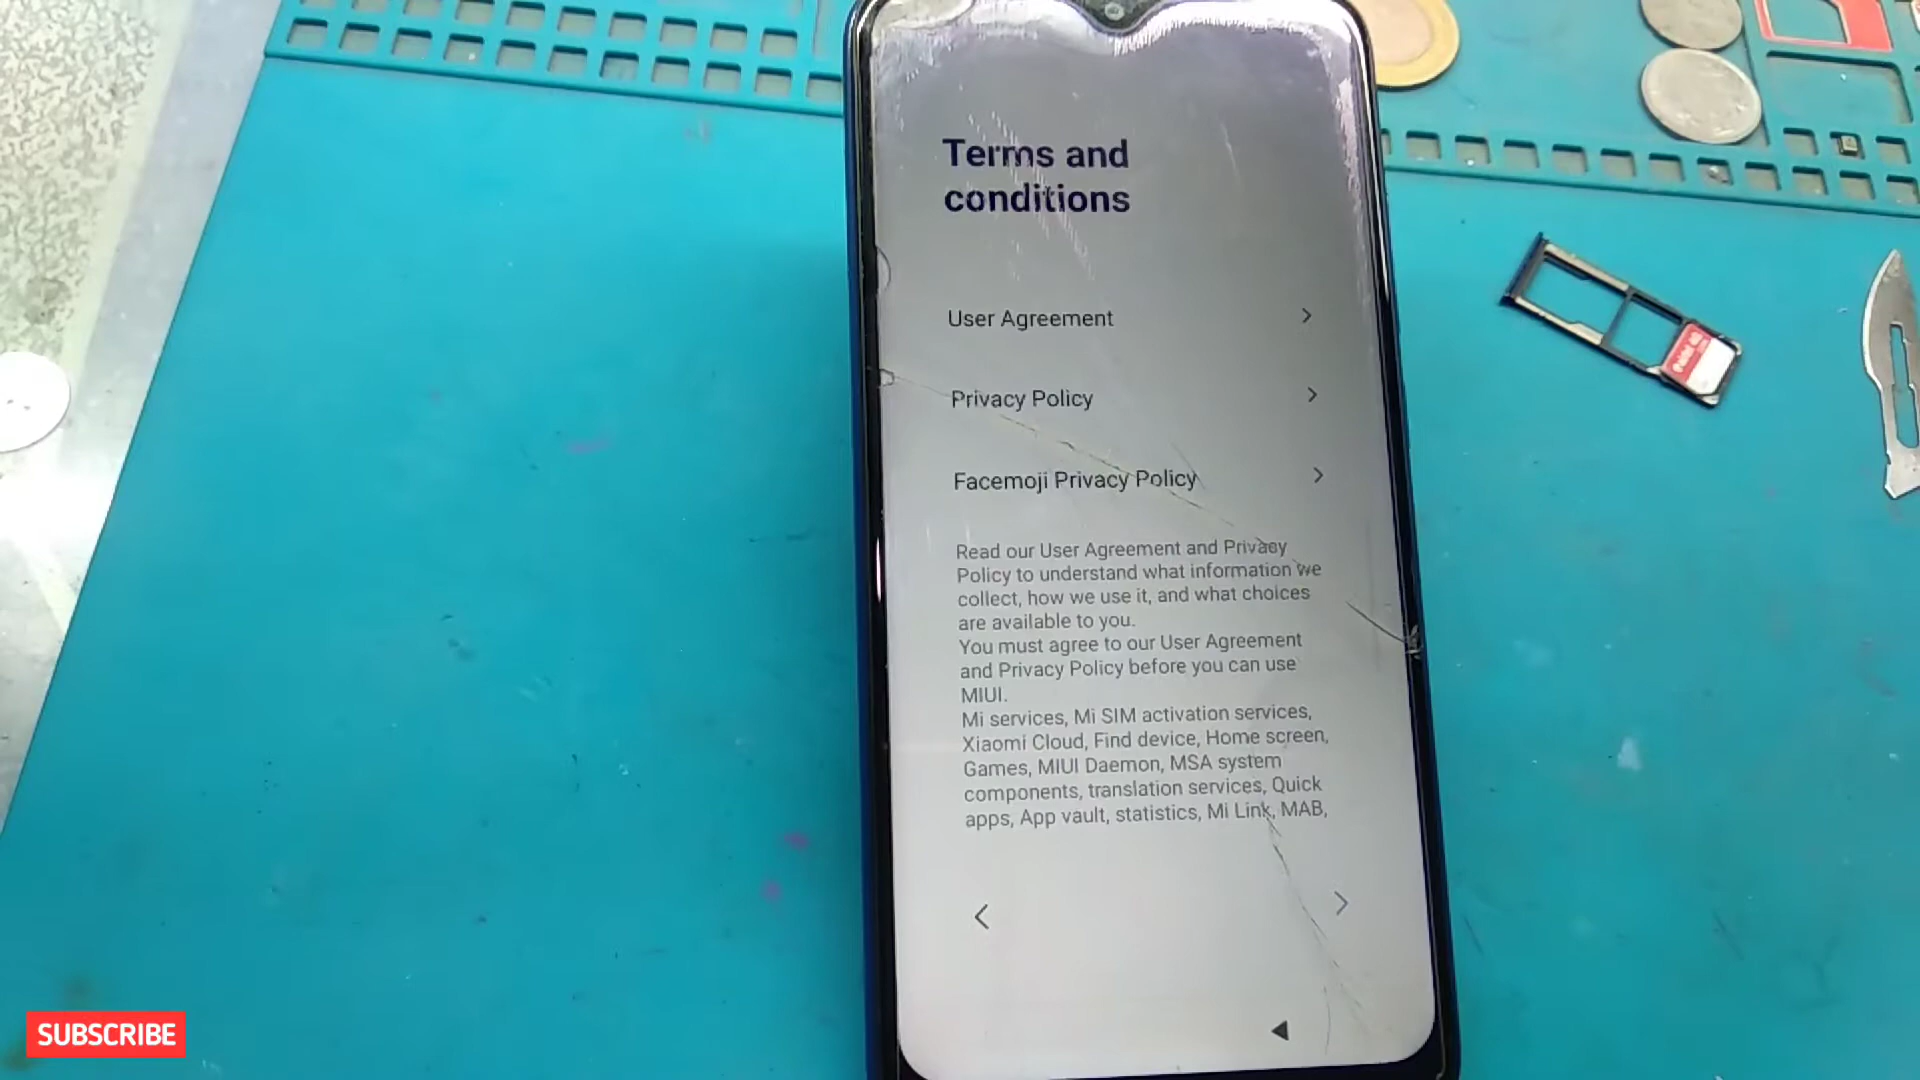 Terms and
conditions
User Agreement
Privacy Policy
Facemoji Privacy Policy
Read our User Agreement and Privacy
Policy to understand what information we
collect, how we use it, and what choices
are available to you.
You must agree to our User Agreement
and Privacy Policy before you can use
MIUI.
Mi services, Mi SIM activation services,
Xiaomi Cloud, Find device, Home screen,
Games, MIUI Daemon, MSA system
components, translation services, Quick
apps, App vault, statistics, Mi Link, MAB,
SUBSCRIBE